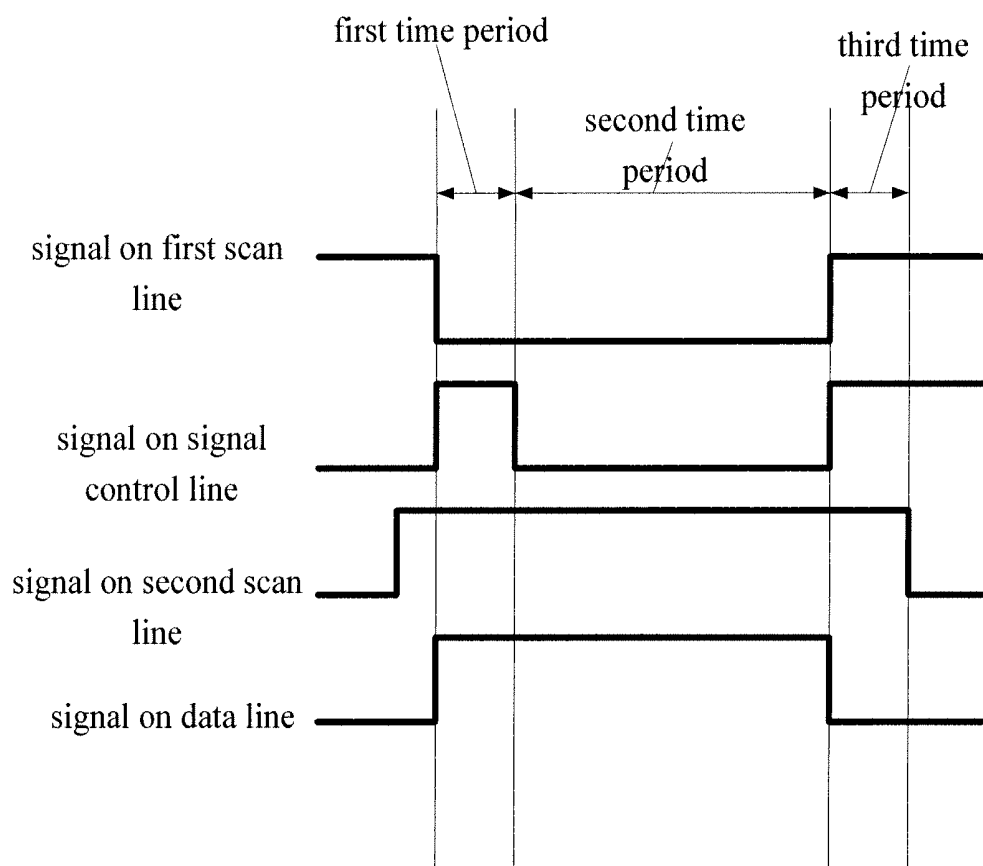 first time period
third time
period
second time
period
signal on first scan
line
signal on signal
control line
signal on second scan
line
signal on data line